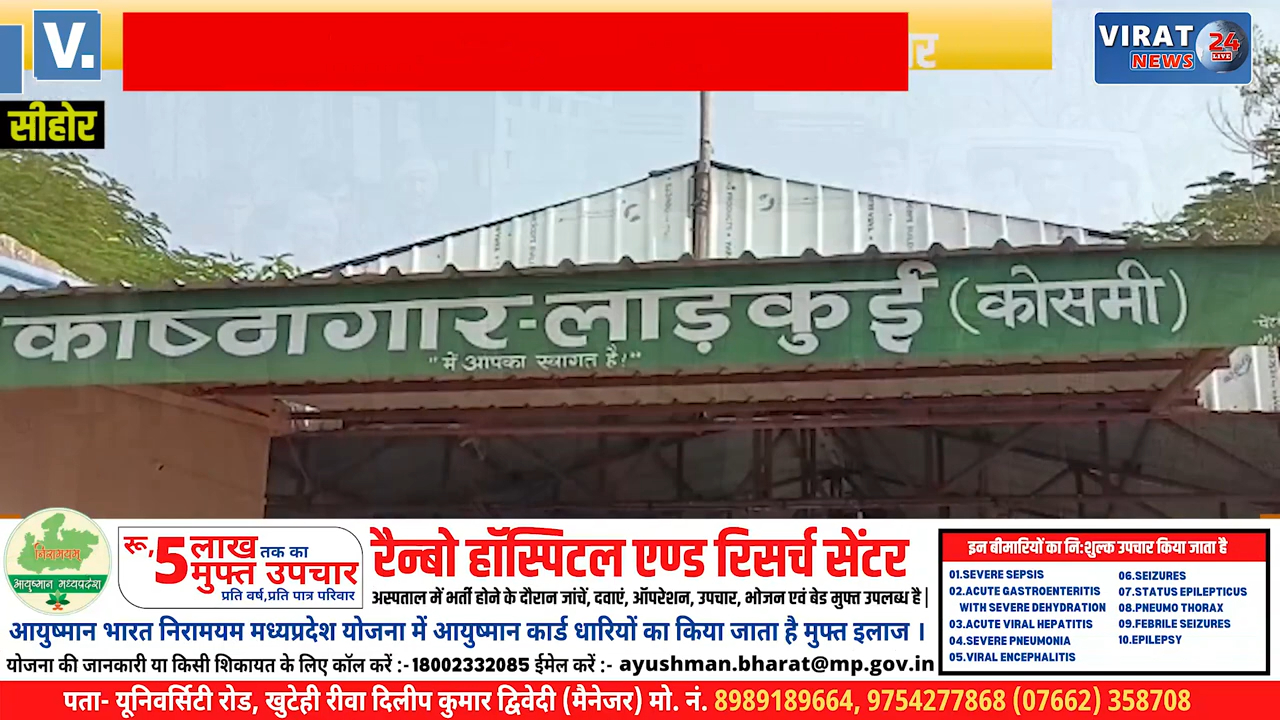 V.
VIRAT
NEWS
24
LIVE
सीहोर
काष्ठागार-लाड़कुई (कोसमी)
"में आपका स्वागत है!"
निरामयम्
आयुष्मान मध्यप्रदेश
रू,5 लाख तक का
मुफ्त उपचार
प्रति वर्ष,प्रति पात्र परिवार
रैन्बो हॉस्पिटल एण्ड रिसर्च सेंटर
अस्पताल में भर्ती होने के दौरान जांचें, दवाएं, ऑपरेशन, उपचार, भोजन एवं बेड मुफ्त उपलब्ध है|
आयुष्मान भारत निरामयम मध्यप्रदेश योजना में आयुष्मान कार्ड धारियों का किया जाता है मुफ्त इलाज ।
योजना की जानकारी या किसी शिकायत के लिए कॉल करें :- 18002332085 ईमेल करें :- ayushman.bharat@mp.gov.in
इन बीमारियों का नि:शुल्क उपचार किया जाता है
01.SEVERE SEPSIS
02.ACUTE GASTROENTERITIS
WITH SEVERE DEHYDRATION
03.ACUTE VIRAL HEPATITIS
04.SEVERE PNEUMONIA
05.VIRAL ENCEPHALITIS
06.SEIZURES
07.STATUS EPILEPTICUS
08.PNEUMO THORAX
09.FEBRILE SEIZURES
10.EPILEPSY
पता- यूनिवर्सिटी रोड, खुटेही रीवा दिलीप कुमार द्विवेदी (मैनेजर) मो. नं. 8989189664, 9754277868 (07662) 358708